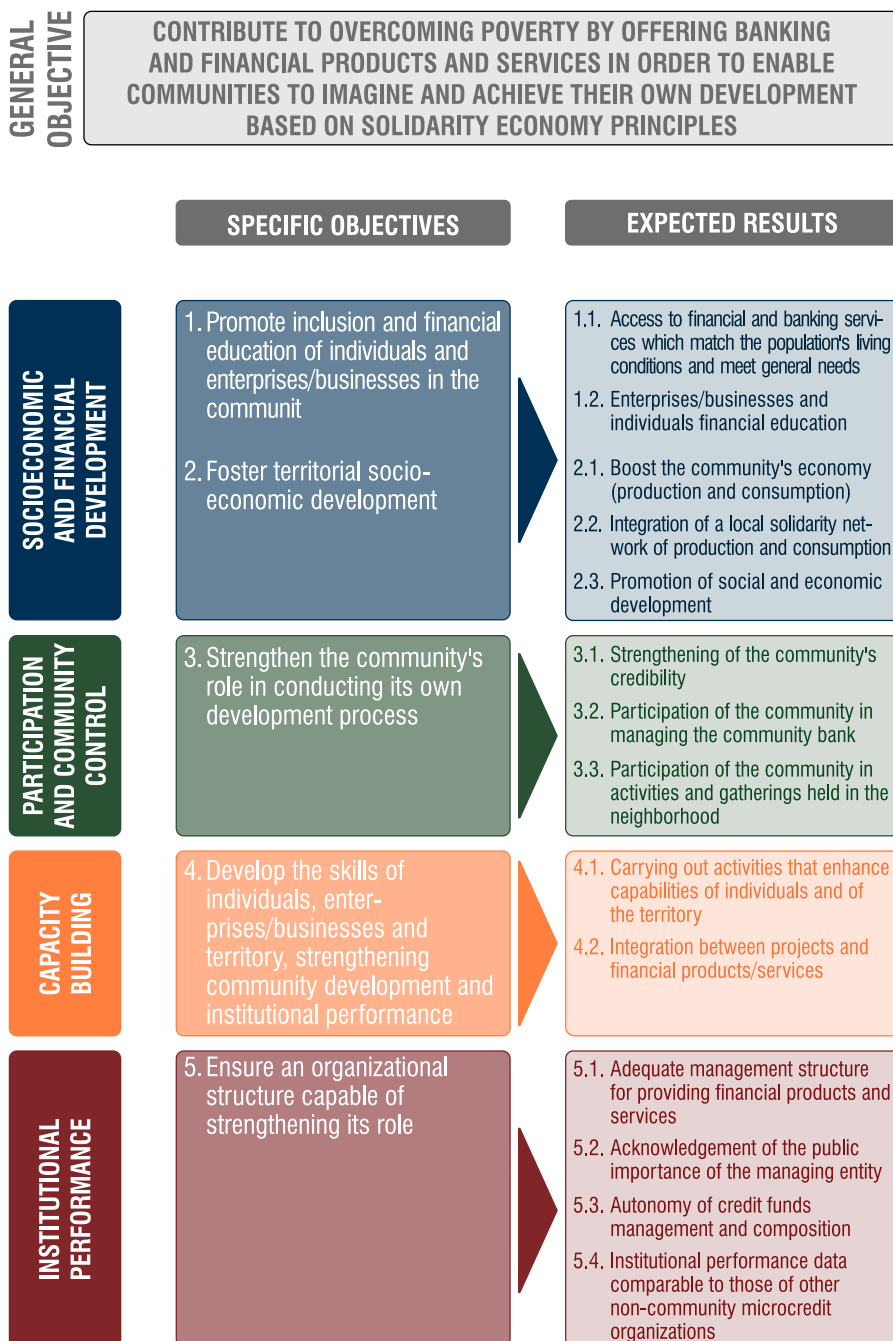 GENERAL
OBJECTIVE
CONTRIBUTE TO OVERCOMING POVERTY BY OFFERING BANKING
AND FINANCIAL PRODUCTS AND SERVICES IN ORDER TO ENABLE
COMMUNITIES TO IMAGINE AND ACHIEVE THEIR OWN DEVELOPMENT
BASED ON SOLIDARITY ECONOMY PRINCIPLES
SPECIFIC OBJECTIVES
EXPECTED RESULTS
SOCIOECONOMIC
AND FINANCIAL
DEVELOPMENT
1. Promote inclusion and financial
education of individuals and
enterprises/businesses in the
communit
2. Foster territorial socio-
economic development
1.1. Access to financial and banking servi-
ces which match the population's living
conditions and meet general needs
1.2. Enterprises/businesses and
individuals financial education
2.1. Boost the community's economy
(production and consumption)
2.2. Integration of a local solidarity net-
work of production and consumption
2.3. Promotion of social and economic
development
PARTICIPATION
AND COMMUNITY
CONTROL
3. Strengthen the community's
role in conducting its own
development process
3.1. Strengthening of the community's
credibility
3.2. Participation of the community in
managing the community bank
3.3. Participation of the community in
activities and gatherings held in the
neighborhood
CAPACITY
BUILDING
4. Develop the skills of
individuals, enter-
prises/businesses and
territory, strengthening
community development and
institutional performance
4.1. Carrying out activities that enhance
capabilities of individuals and of
the territory
4.2. Integration between projects and
financial products/services
INSTITUTIONAL
PERFORMANCE
5. Ensure an organizational
structure capable of
strengthening its role
5.1. Adequate management structure
for providing financial products and
services
5.2. Acknowledgement of the public
importance of the managing entity
5.3. Autonomy of credit funds
management and composition
5.4. Institutional performance data
comparable to those of other
non-community microcredit
organizations